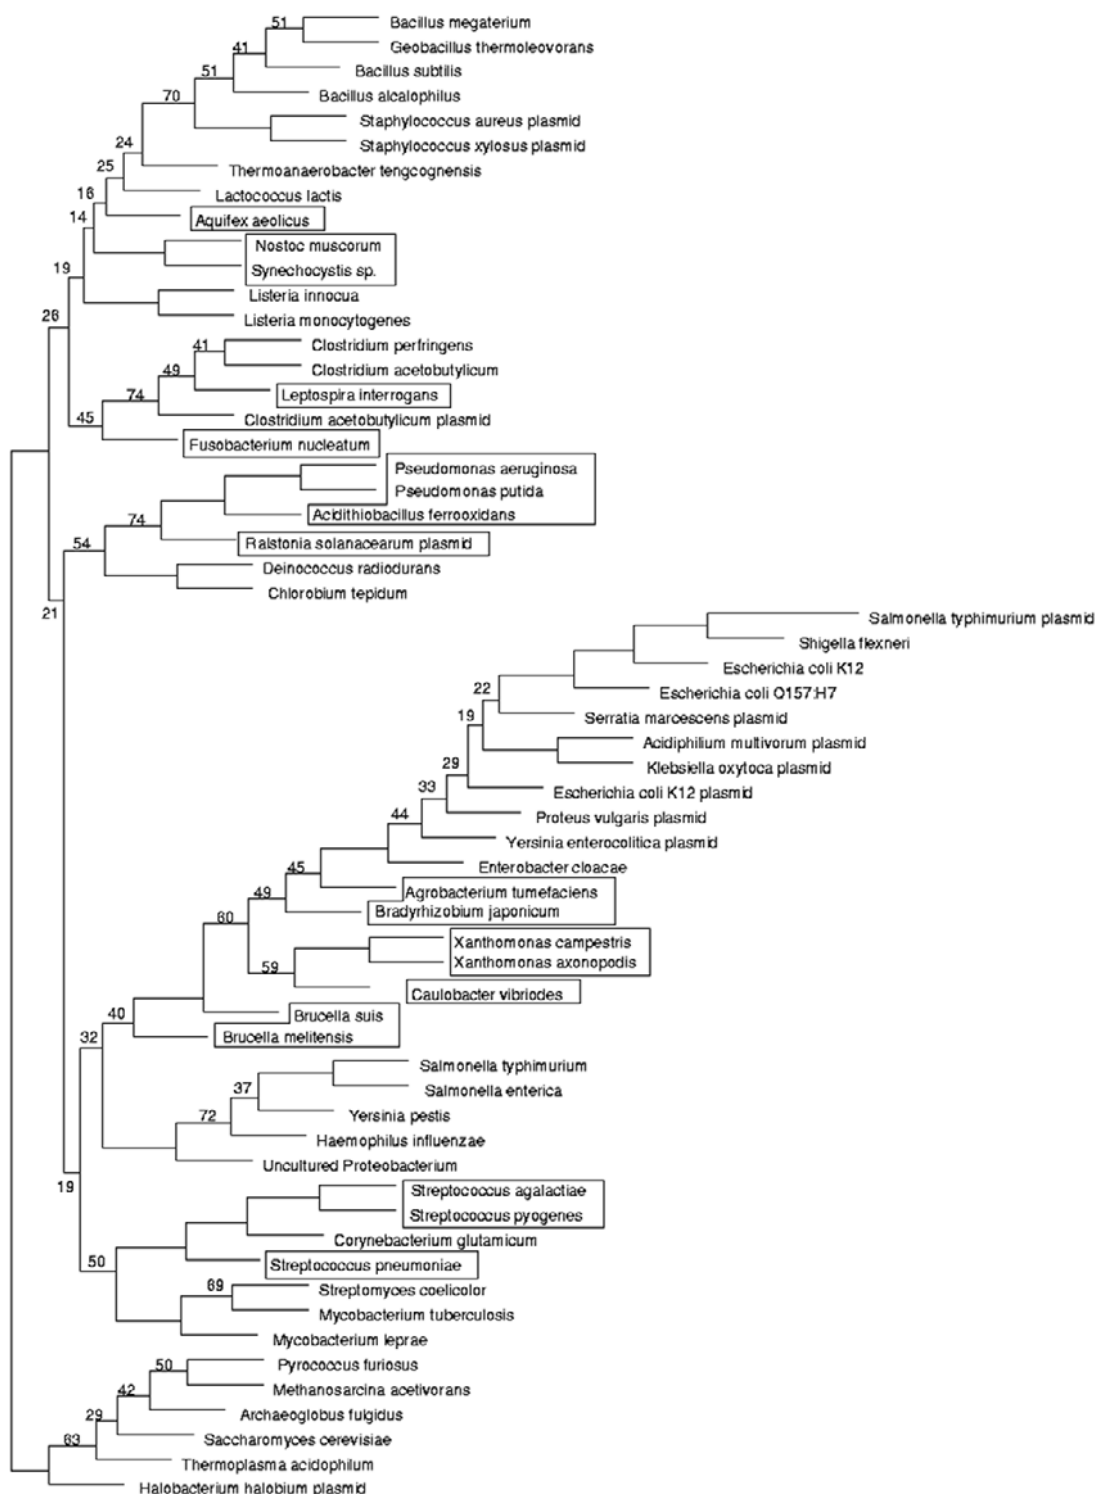 51
Bacillus megaterium
Geobacillus thermoleovorans
41
Bacillus subtilis
51
Bacillus alcalophilus
70
Staphylococcus aureus plasmid
Staphylococcus xylosus plasmid
24
Thermoanaerobacter tengcognensis
25
Lactococcus lactis
16
Aquifex aeolicus
14
Nostoc muscorum
Synechocystis sp.
19
Listeria innocua
Listeria monocytogenes
26
Clostridium perfringens
41
Clostridium acetobutylicum
49
Leptospira interrogans
74
Clostridium acetobutylicum plasmid
45
Fusobacterium nucleatum
Pseudomonas aeruginosa
Pseudomonas putida
Acidithiobacillus ferrooxidans
74
Ralstonia solanacearum plasmid
54
Deinococcus radiodurans
Chlorobium tepidum
21
Salmonella typhimurium plasmid
Shigella flexneri
Escherichia coli K12
Escherichia coli O157:H7
22
Serratia marcescens plasmid
19
Acidiphilium multivorum plasmid
Klebsiella oxytoca plasmid
29
Escherichia coli K12 plasmid
33
Proteus vulgaris plasmid
44
Yersinia enterocolitica plasmid
Enterobacter cloacae
45
Agrobacterium tumefaciens
49
Bradyrhizobium japonicum
60
Xanthomonas campestris
Xanthomonas axonopodis
59
Caulobacter vibriodes
Brucella suis
40
Brucella melitensis
32
Salmonella typhimurium
Salmonella enterica
37
Yersinia pestis
72
Haemophilus influenzae
Uncultured Proteobacterium
19
Streptococcus agalactiae
Streptococcus pyogenes
Corynebacterium glutamicum
50
Streptococcus pneumoniae
69
Streptomyces coelicolor
Mycobacterium tuberculosis
Mycobacterium leprae
50
Pyrococcus furiosus
Methanosarcina acetivorans
42
Archaeoglobus fulgidus
29
Saccharomyces cerevisiae
63
Thermoplasma acidophilum
Halobacterium halobium plasmid